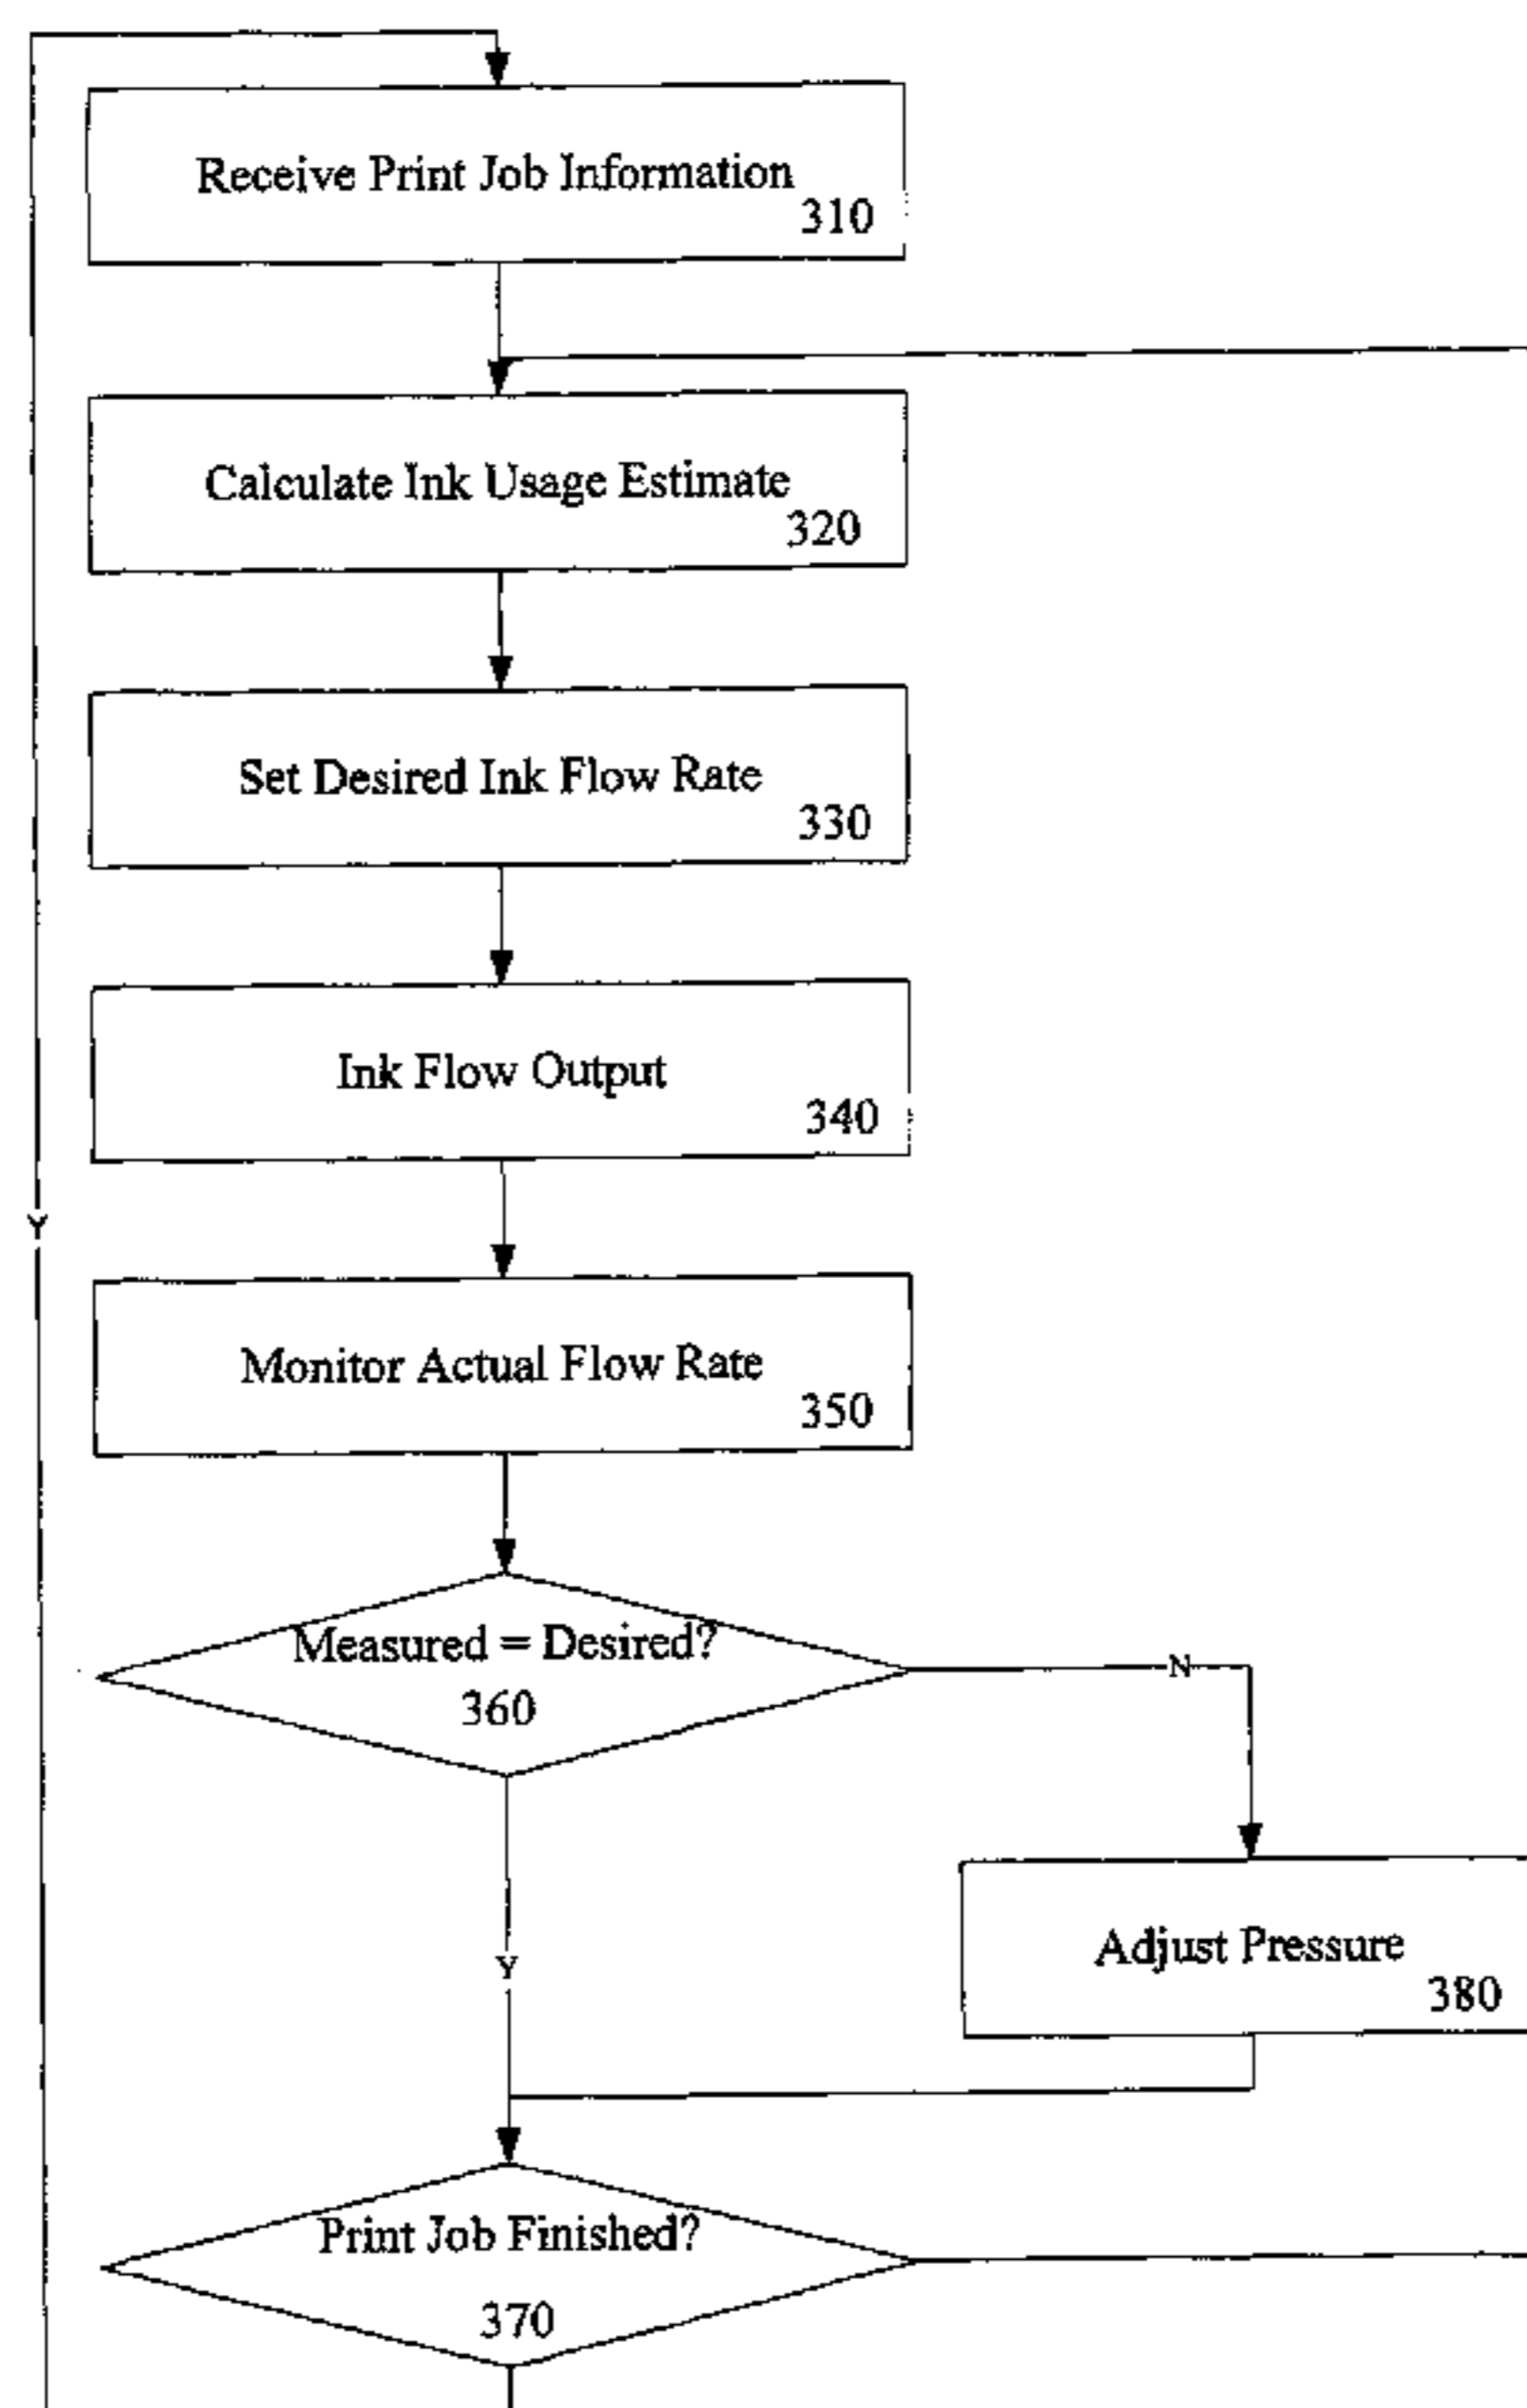 Receive Print Job Information
310
Calculate Ink Usage Estimate
320
Set Desired Ink Flow Rate
330
Ink Flow Output
340
Y
Monitor Actual Flow Rate
350
Measured = Desired?
360
N
Adjust Pressure
380
Y
Print Job Finished?
370